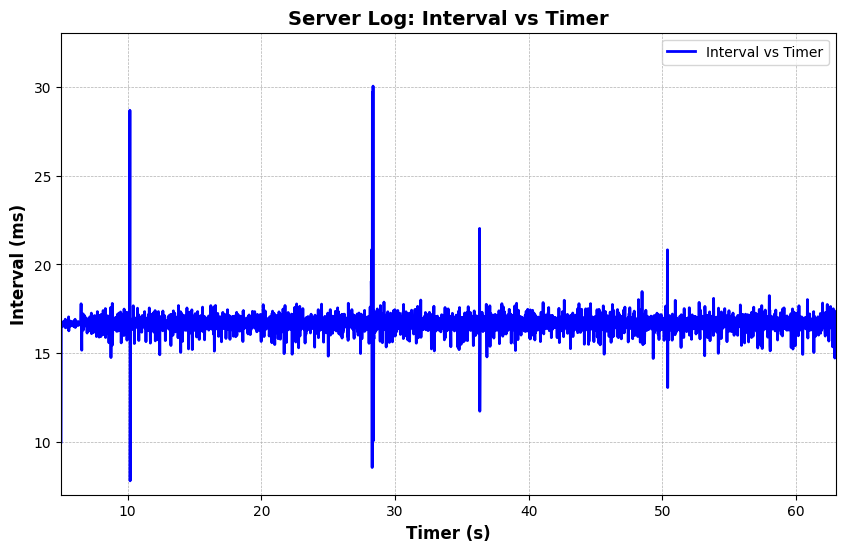 Server Log: Interval vs Timer
Interval vs Timer
30
25
20
15
10
Interval (ms)
10 20 30 40 50 60
Timer (s)